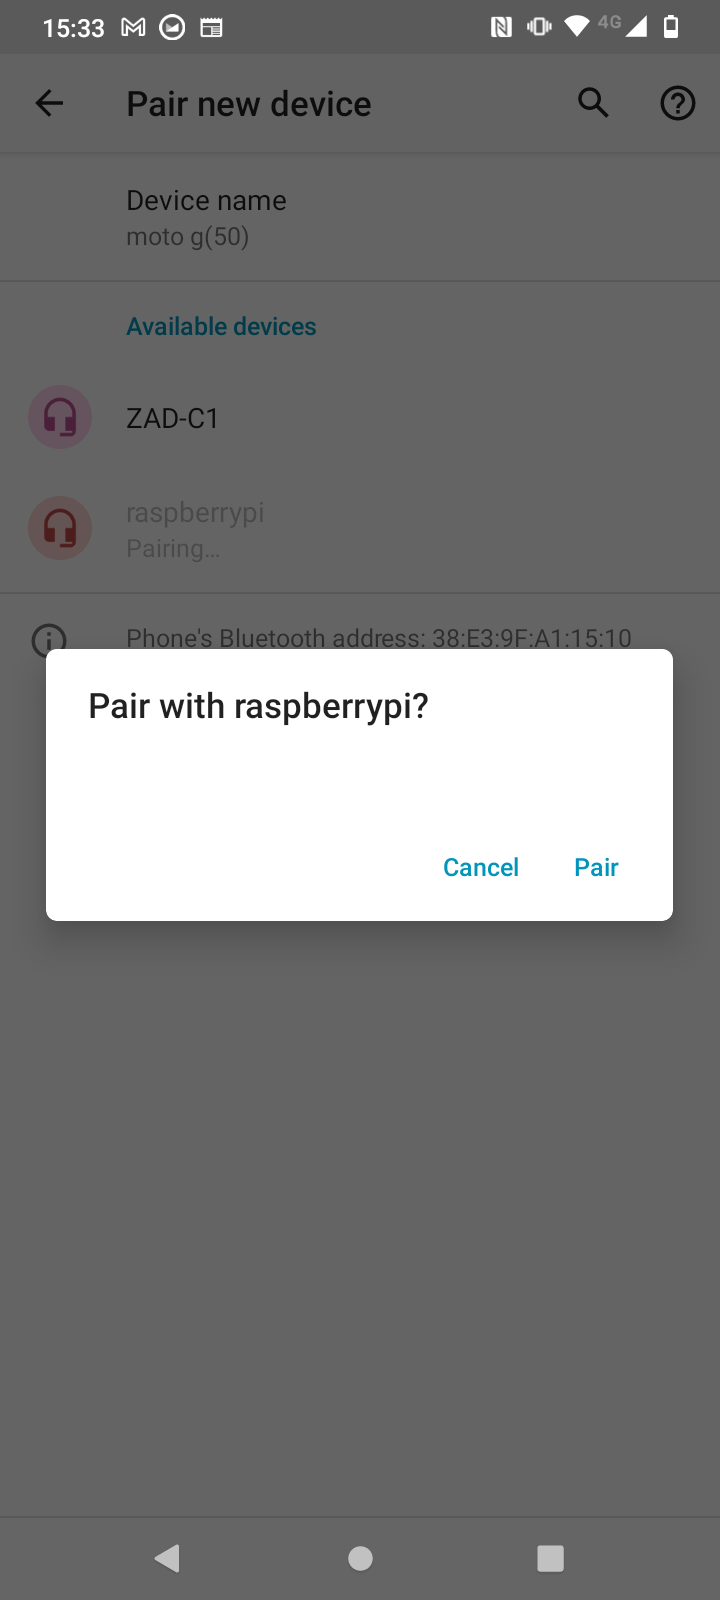 15:33 4G
Pair new device
Device name
moto g(50)
Available devices
ZAD-C1
raspberrypi
Pairing…
Phone's Bluetooth address: 38:E3:9F:A1:15:10
Pair with raspberrypi?
Cancel Pair